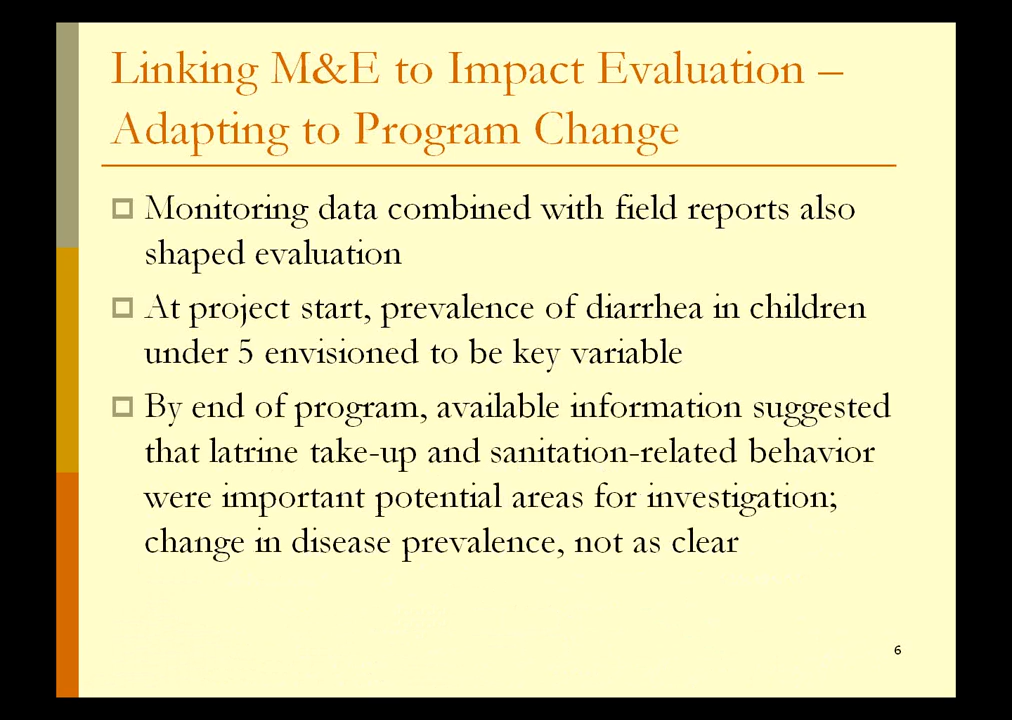 Linking M&E to Impact Evaluation –
Adapting to Program Change
Monitoring data combined with field reports also
shaped evaluation
At project start, prevalence of diarrhea in children
under 5 envisioned to be key variable
By end of program, available information suggested
that latrine take-up and sanitation-related behavior
were important potential areas for investigation;
change in disease prevalence, not as clear
6